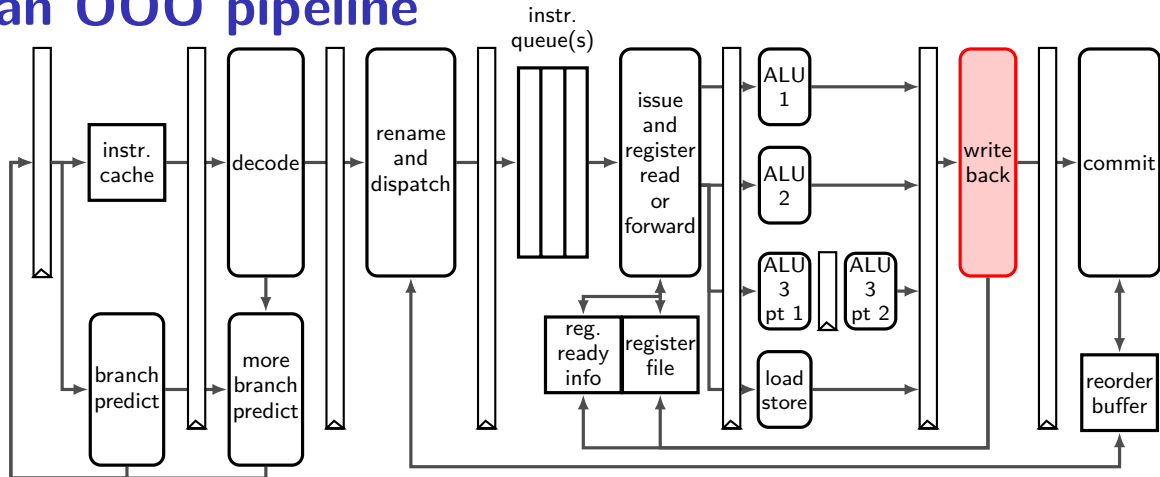 an OOO pipeline
instr.
queue(s)
instr.
cache
decode
rename
and
dispatch
issue
and
register
read
or
forward
ALU
1
ALU
2
ALU
3
pt 1
ALU
3
pt 2
load
store
write
back
commit
branch
predict
more
branch
predict
reg.
ready
info
register
file
reorder
buffer